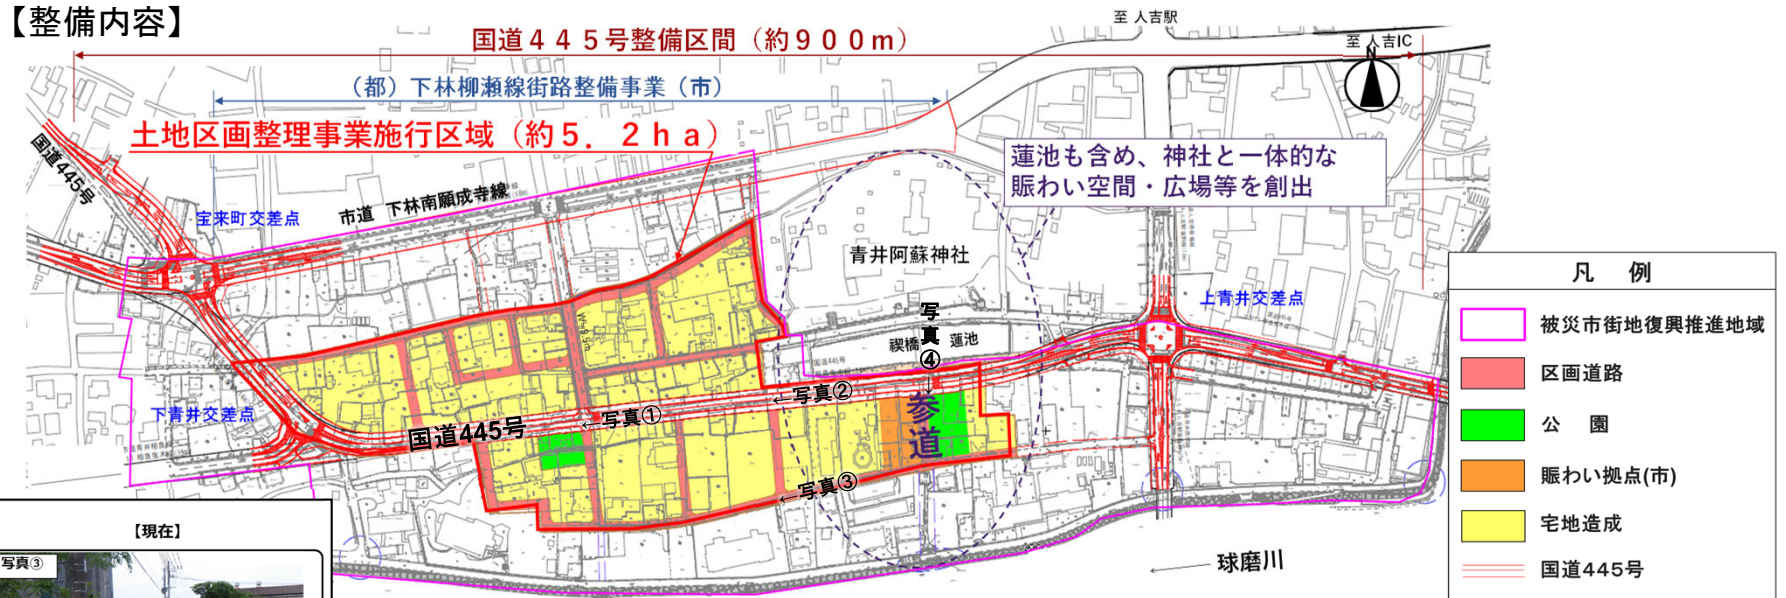 【整備内容】
至 人吉駅
国道４４５号整備区間（約９００ｍ）
至 人吉IC
N
（都）下林柳瀬線街路整備事業（市）
土地区画整理事業施行区域（約５．２ｈａ）
国道445号
蓮池も含め、神社と一体的な
賑わい空間・広場等を創出
宝来町交差点
市道 下林南願成寺線
青井阿蘇神社
上青井交差点
写真④
↓
禊橋
蓮池
国道445号
←写真②
←写真①
下青井交差点
国道445号
参道
←写真③
球磨川
凡 例
被災市街地復興推進地域
区画道路
公 園
賑わい拠点(市)
宅地造成
国道445号
【現在】
写真③